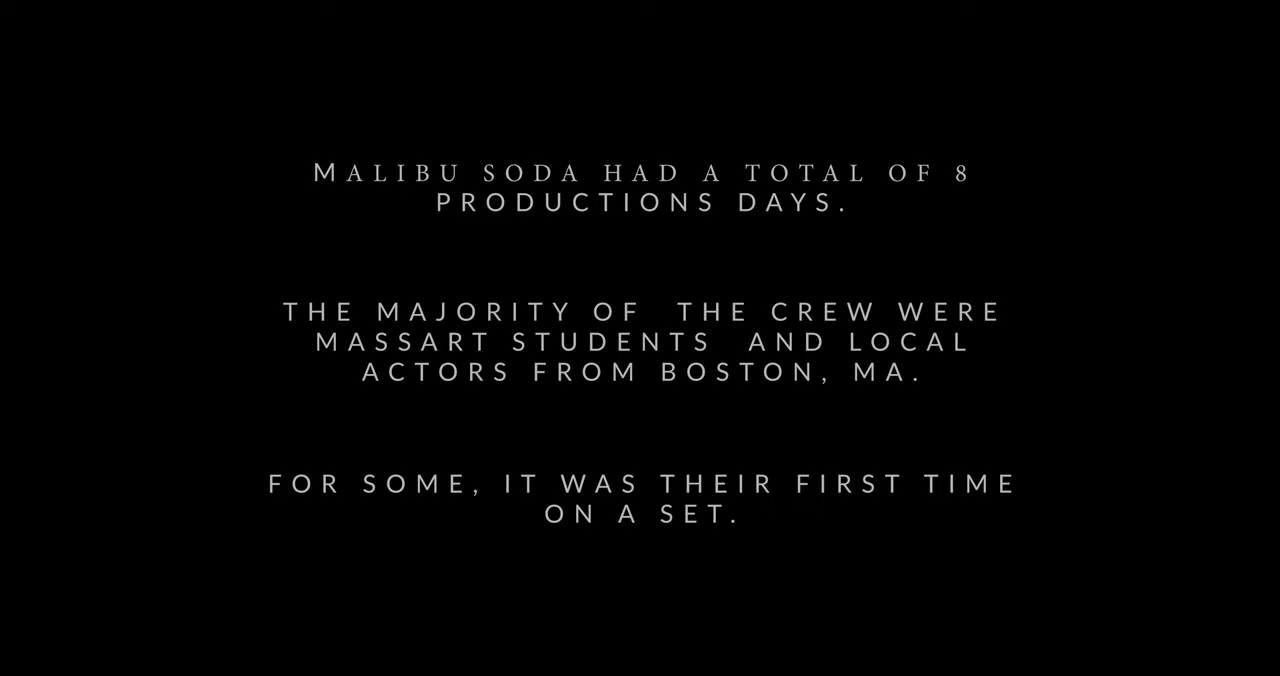 MALIBU SODA HAD A TOTAL OF 8
PRODUCTIONS DAYS.
THE MAJORITY OF THE CREW WERE
MASSART STUDENTS AND LOCAL
ACTORS FROM BOSTON, MA.
FOR SOME, IT WAS THEIR FIRST TIME
ON A SET.